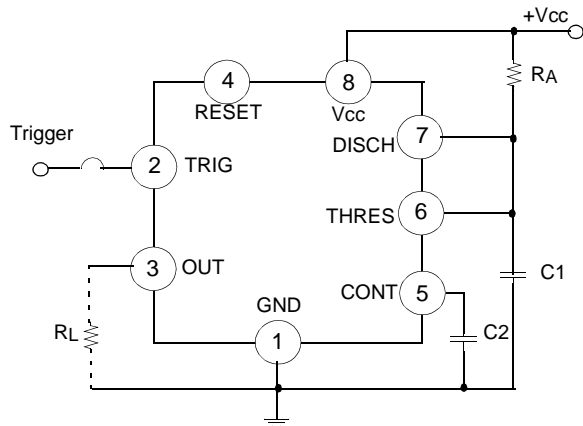 +Vcc
4
RESET
8
Vcc
RA
Trigger
2
TRIG
7
DISCH
6
THRES
3
OUT
5
CONT
C1
GND
1
C2
RL